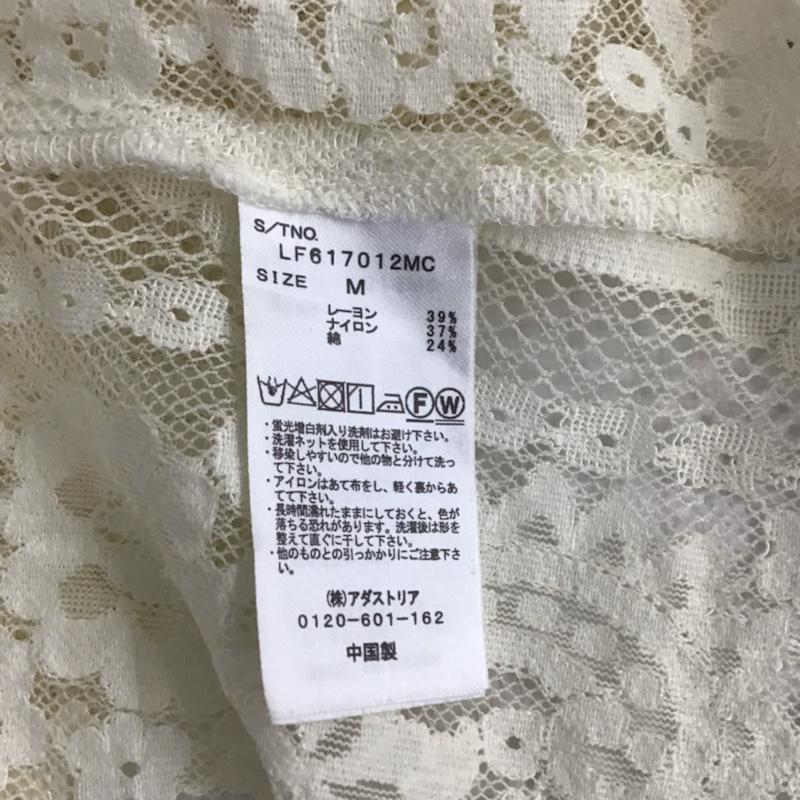 S/TNO.
LF617012MC
SIZE M
レーヨン 39%
ナイロン 37%
綿 24%
F W
・蛍光増白剤入り洗剤はお避け下さい。
・洗濯ネットを使用して下さい。
・移染しやすいので他の物と分けて洗っ
て下さい。
・アイロンはあて布をし、軽く裏からあ
てて下さい。
・長時間濡れたままにしておくと、色が
落ちる恐れがあります。洗濯後は形を
整えて直ぐに干して下さい。
・他のものとの引っかかりにご注意下さ
い。
(株)アダストリア
0120-601-162
中国製